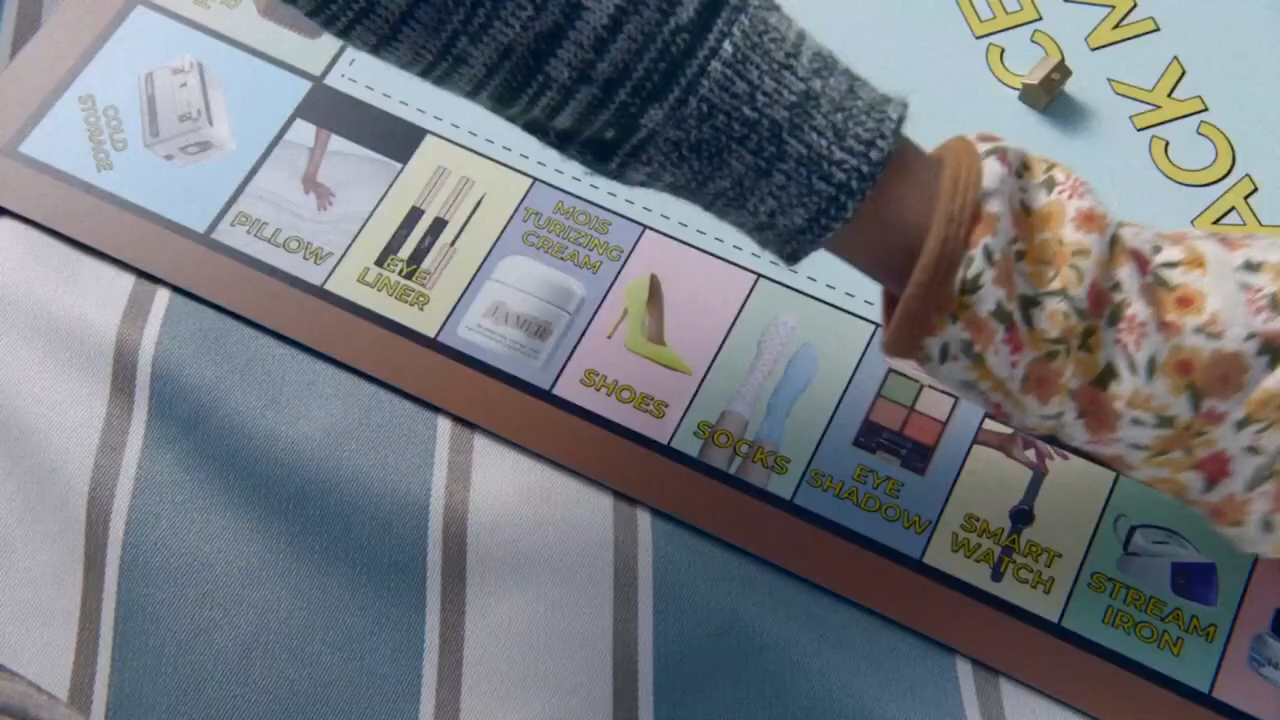 COLD
STORAGE
PILLOW
EYE
LINER
MOIS
TURIZING
CREAM
LA MER
SHOES
SOCKS
EYE
SHADOW
SMART
WATCH
STREAM
IRON
CE
ACK